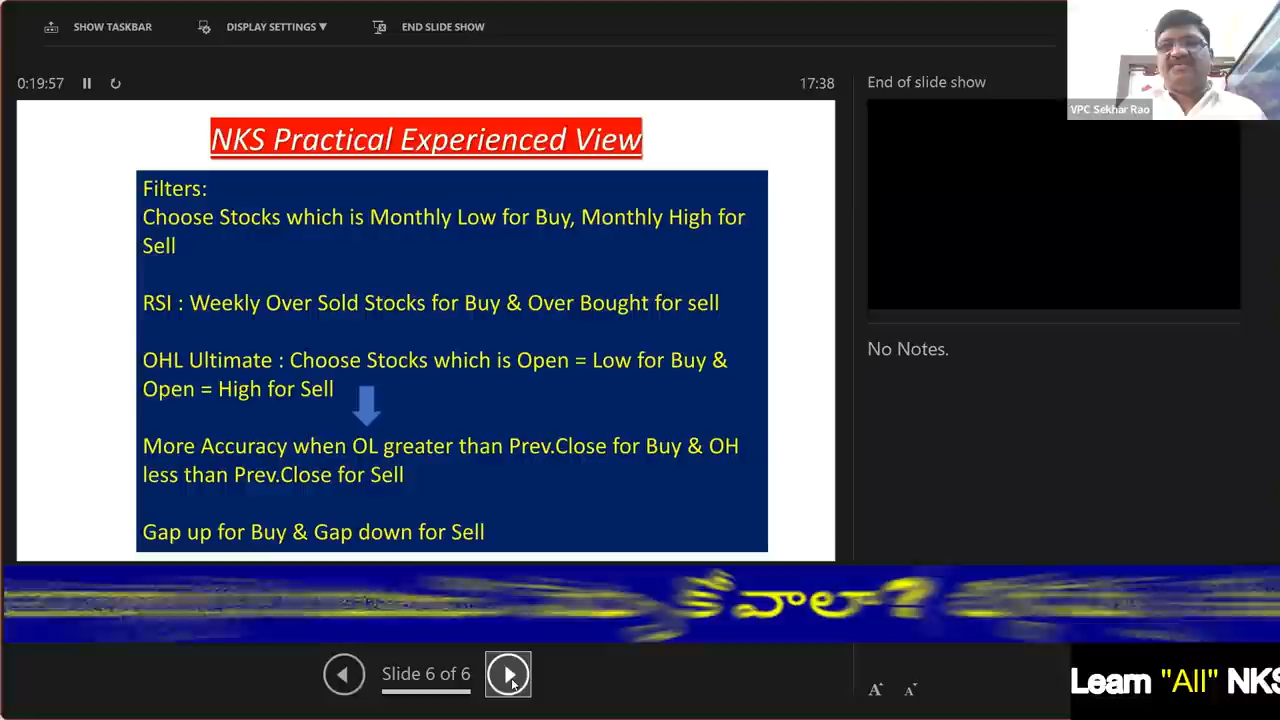 SHOW TASKBAR
DISPLAY SETTINGS ▼
END SLIDE SHOW
0:19:57
17:38
End of slide show
VPC Sekhar Rao
NKS Practical Experienced View
Filters:
Choose Stocks which is Monthly Low for Buy, Monthly High for
Sell
RSI : Weekly Over Sold Stocks for Buy & Over Bought for sell
OHL Ultimate : Choose Stocks which is Open = Low for Buy &
Open = High for Sell
More Accuracy when OL greater than Prev.Close for Buy & OH
less than Prev.Close for Sell
Gap up for Buy & Gap down for Sell
No Notes.
Slide 6 of 6
A A
Learn "All" NKS